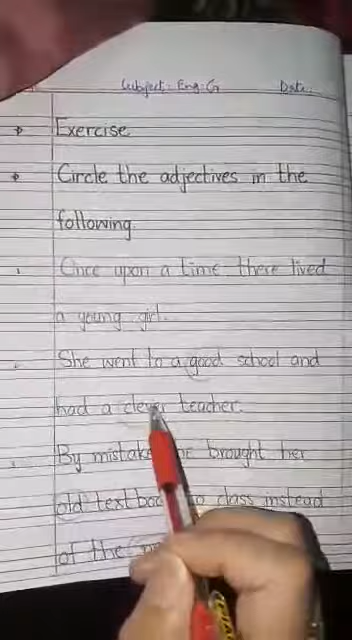 Subject: Eng-G Date:
Exercise
Circle the adjectives in the
following
Once upon a time there lived
a young girl.
She went to a good school and
had a clever teacher.
By mistake brought her
old text to class instead
of the